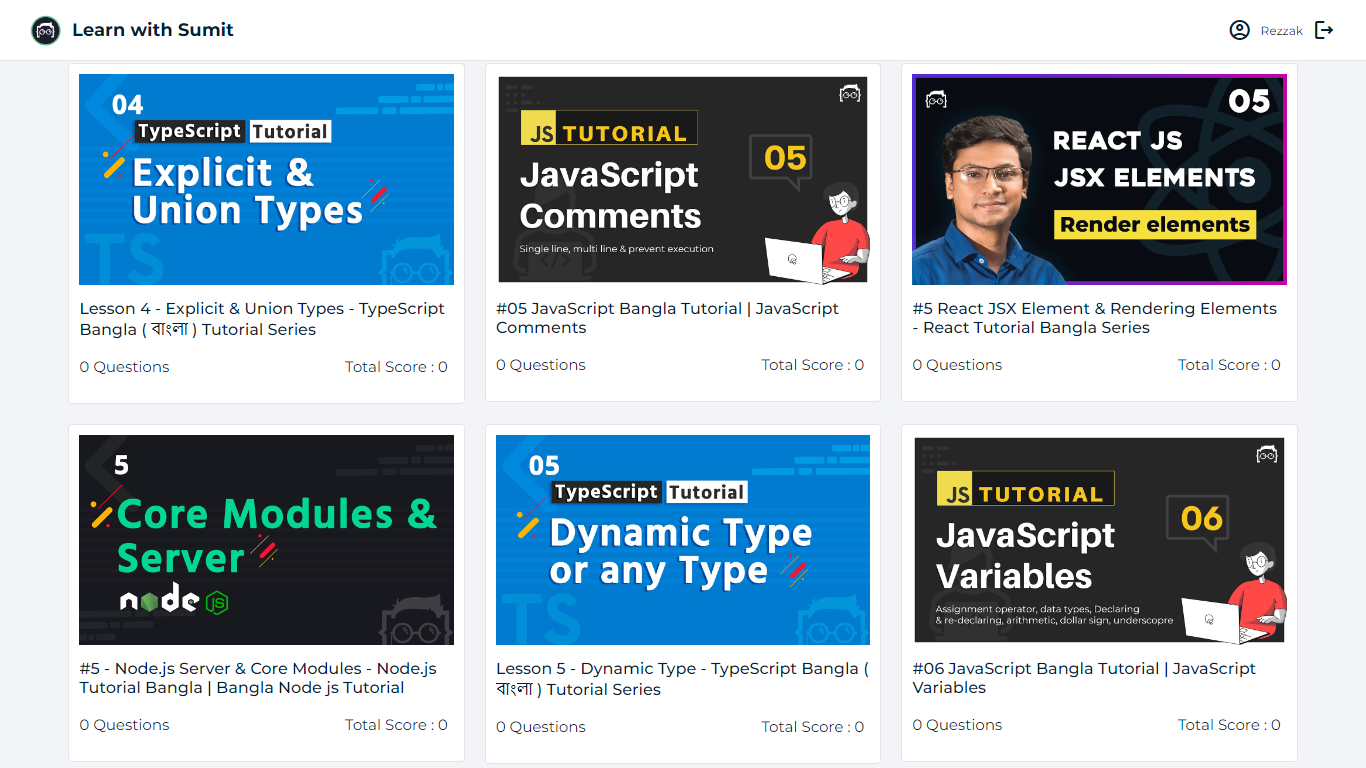 Learn with Sumit
Rezzak
04
TypeScript Tutorial
Explicit &
Union Types
TS
Lesson 4 - Explicit & Union Types - TypeScript
Bangla ( বাংলা ) Tutorial Series
0 Questions
Total Score : 0
JS TUTORIAL
05
JavaScript
Comments
Single line, multi line & prevent execution
#05 JavaScript Bangla Tutorial | JavaScript
Comments
0 Questions
Total Score : 0
05
REACT JS
JSX ELEMENTS
Render elements
#5 React JSX Element & Rendering Elements
- React Tutorial Bangla Series
0 Questions
Total Score : 0
5
Core Modules &
Server
node JS
#5 - Node.js Server & Core Modules - Node.js
Tutorial Bangla | Bangla Node js Tutorial
0 Questions
Total Score : 0
05
TypeScript Tutorial
Dynamic Type
or any Type
TS
Lesson 5 - Dynamic Type - TypeScript Bangla (
বাংলা ) Tutorial Series
0 Questions
Total Score : 0
JS TUTORIAL
06
JavaScript
Variables
Assignment operator, data types, Declaring
& re-declaring, arithmetic, dollar sign, underscopre
#06 JavaScript Bangla Tutorial | JavaScript
Variables
0 Questions
Total Score : 0